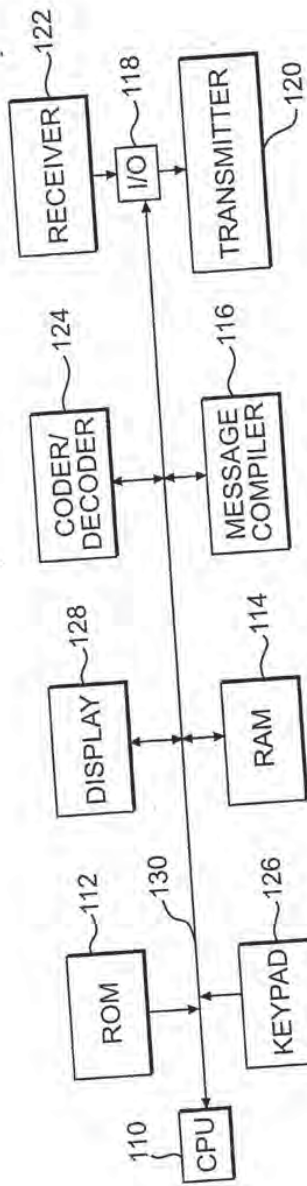 110
CPU
ROM
112
130
KEYPAD
126
DISPLAY
128
RAM
114
CODER/
DECODER
124
MESSAGE
COMPILER
116
RECEIVER
122
I/O
118
TRANSMITTER
120